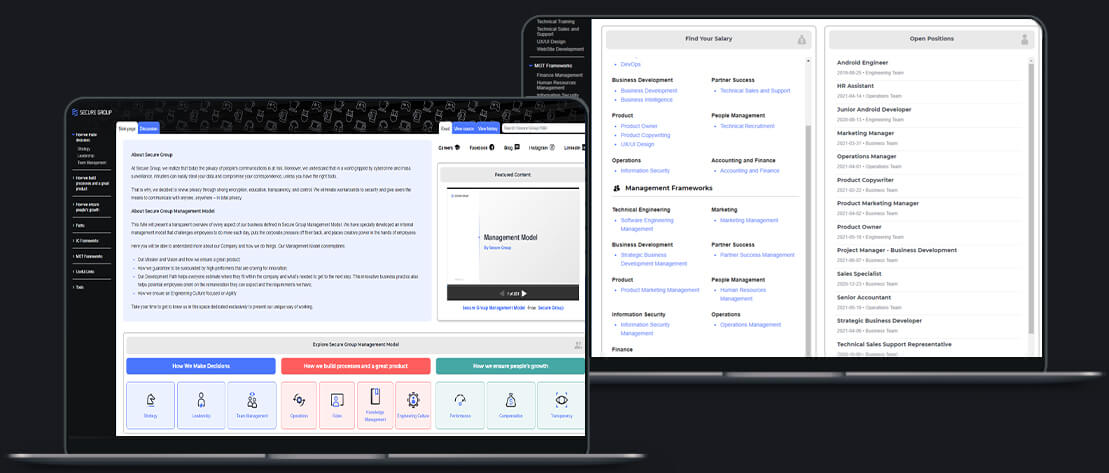 SECURE GROUP
How we make decisions
Strategy
Leadership
Team Management
How we build processes and a great product
How we ensure people's growth
Paths
IC Frameworks
MGT Frameworks
Useful Links
Tools
Main page
Discussion
Read
View source
View history
Search Secure Group Wiki
Careers
Facebook
Blog
Instagram
LinkedIn
About Secure Group
At Secure Group, we realize that today the privacy of people's communications is at risk. Moreover, we understand that in a world gripped by cybercrime and mass
surveillance, intruders can easily steal your data and compromise your correspondence, unless you have the right tools.
That is why, we decided to renew privacy through strong encryption, education, transparency, and control. We eliminate workarounds to security and give users the
means to communicate with anyone, anywhere – in total privacy.
About Secure Group Management Model
This Wiki will present a transparent overview of every aspect of our business defined in Secure Group Management Model. We have specially developed an internal
management model that challenges employees to do more each day, puts the corporate pressure off their back, and places creative power in the hands of employees.
Here you will be able to understand more about our Company and how we do things. Our Management Model contemplates:
Our Mission and Vision and how we ensure a great product;
How we guarantee to be surrounded by high performers that are craving for innovation;
Our Development Path helps everyone estimate where they fit within the company and what's needed to get to the next step. This innovative business practice also
helps potential employees orient on the remuneration they can expect and the requirements we have;
How we ensure an Engineering Culture focused on Agility
Take your time to get to know us in this space dedicated exclusively to present our unique way of working.
Featured Content
Management Model
By Secure Group
Secure Group Management Model from Secure Group
Explore Secure Group Management Model
How We Make Decisions
How we build processes and a great product
How we ensure people's growth
Strategy
Leadership
Team Management
Operation
Roles
Knowledge
Management
Engineering Culture
Performance
Compensation
Transparency
Technical Training
Technical Sales and
Support
UX/UI Design
WebSite Development
MGT Frameworks
Finance Management
Human Resources
Management
Information Security
Find Your Salary
DevOps
Business Development
Business Development
Business Intelligence
Partner Success
Technical Sales and Support
Product
Product Owner
Product Copywriting
UX/UI Design
People Management
Technical Recruitment
Operations
Information Security
Accounting and Finance
Accounting and Finance
Management Frameworks
Technical Engineering
Software Engineering
Management
Marketing
Marketing Management
Business Development
Strategic Business
Development Management
Partner Success
Partner Success Management
Product
Product Marketing Management
People Management
Human Resources
Management
Information Security
Information Security
Management
Operations
Operations Management
Finance
Open Positions
Android Engineer
2019-08-25 • Engineering Team
HR Assistant
2021-04-14 • Operations Team
Junior Android Developer
2020-08-13 • Engineering Team
Marketing Manager
2021-03-31 • Business Team
Operations Manager
2021-04-01 • Operations Team
Product Copywriter
2021-02-22 • Business Team
Product Marketing Manager
2021-04-02 • Business Team
Product Owner
2021-05-18 • Engineering Team
Project Manager - Business Development
2021-05-19 • Business Team
Sales Specialist
2020-12-23 • Business Team
Senior Accountant
2021-05-19 • Operations Team
Strategic Business Developer
2021-04-06 • Business Team
Technical Sales Support Representative